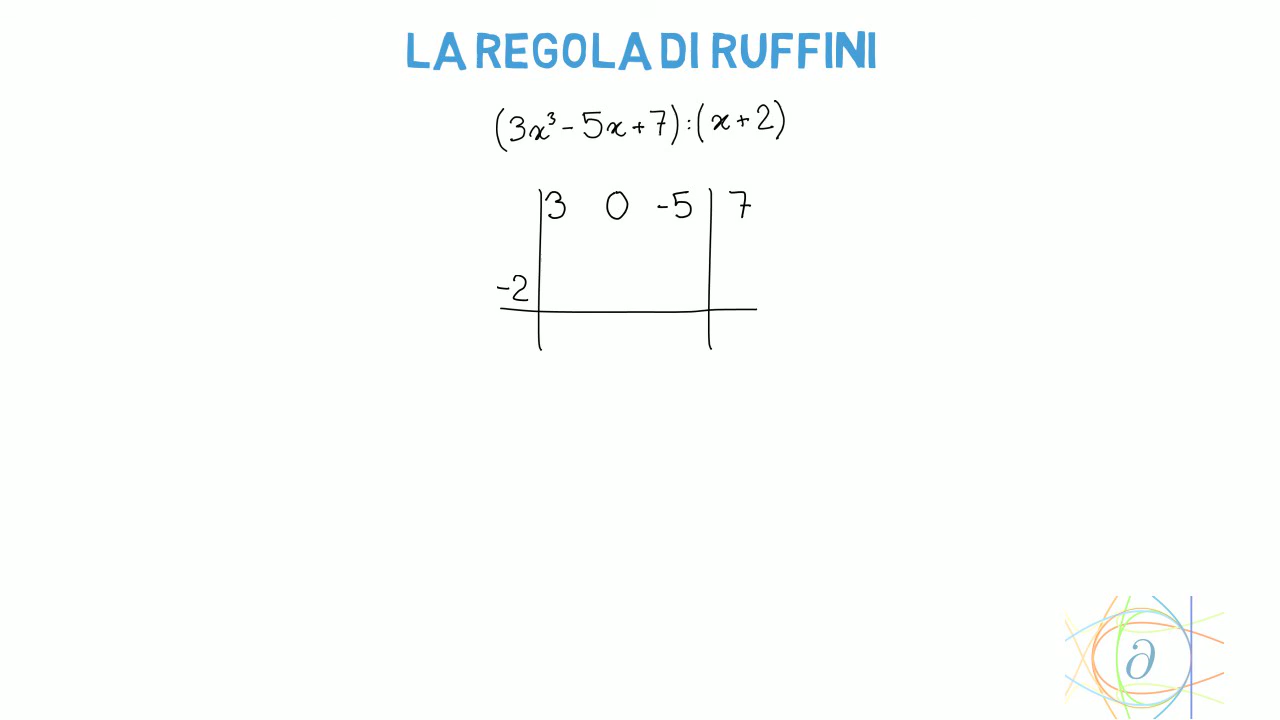 LA REGOLA DI RUFFINI
(3x³ - 5x + 7) : (x + 2)
3 0 -5 7
-2
∂